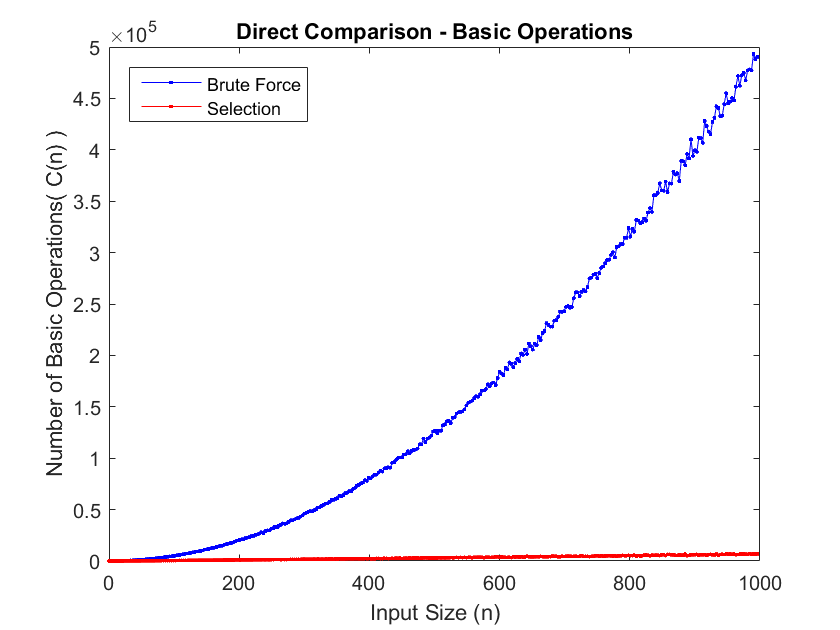 Direct Comparison - Basic Operations
×10^5
5
4.5
4
3.5
3
2.5
2
1.5
1
0.5
0
Brute Force
Selection
Number of Basic Operations( C(n) )
0 200 400 600 800 1000
Input Size (n)